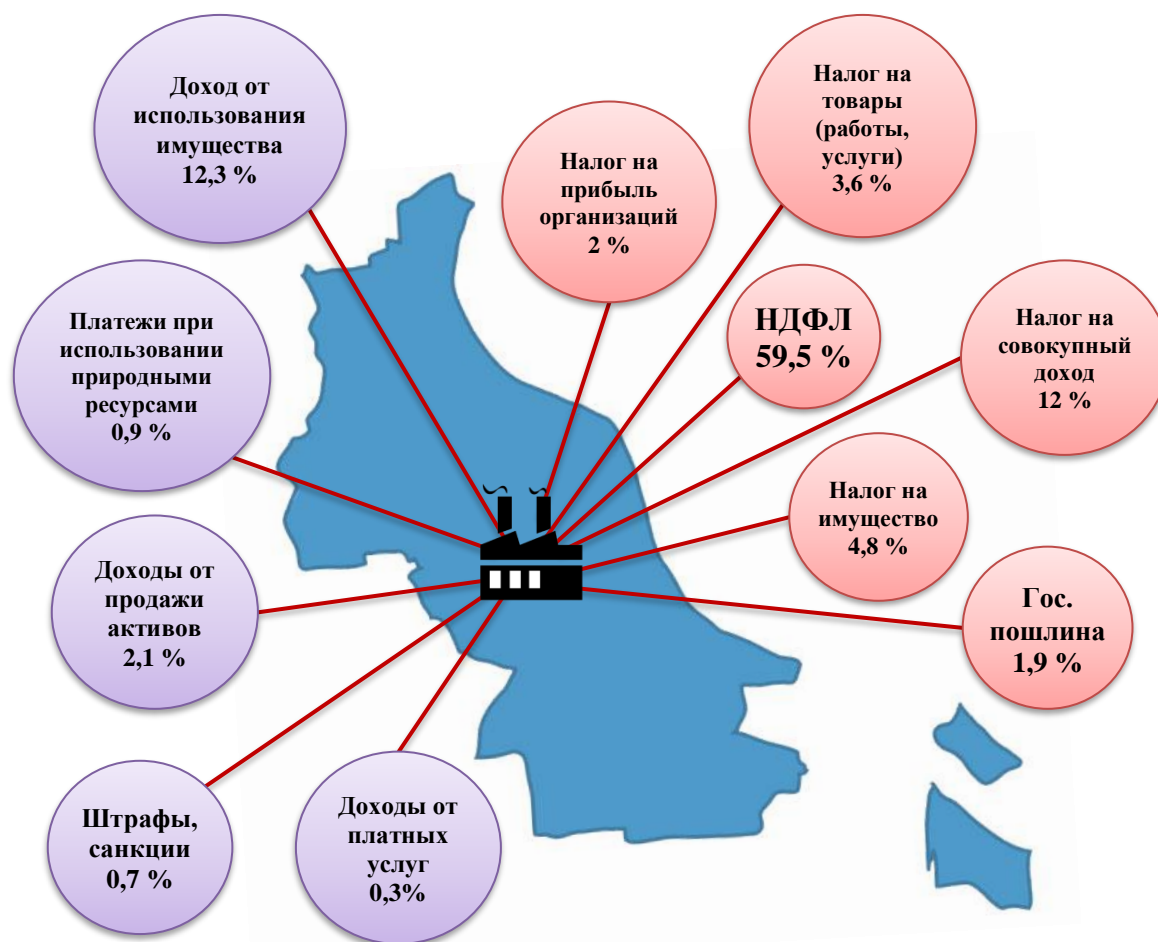 Доход от
использования
имущества
12,3 %
Налог на
прибыль
организаций
2 %
Налог на
товары
(работы,
услуги)
3,6 %
Платежи при
использовании
природными
ресурсами
0,9 %
НДФЛ
59,5 %
Налог на
совокупный
доход
12 %
Доходы от
продажи
активов
2,1 %
Налог на
имущество
4,8 %
Гос.
пошлина
1,9 %
Штрафы,
санкции
0,7 %
Доходы от
платных
услуг
0,3%